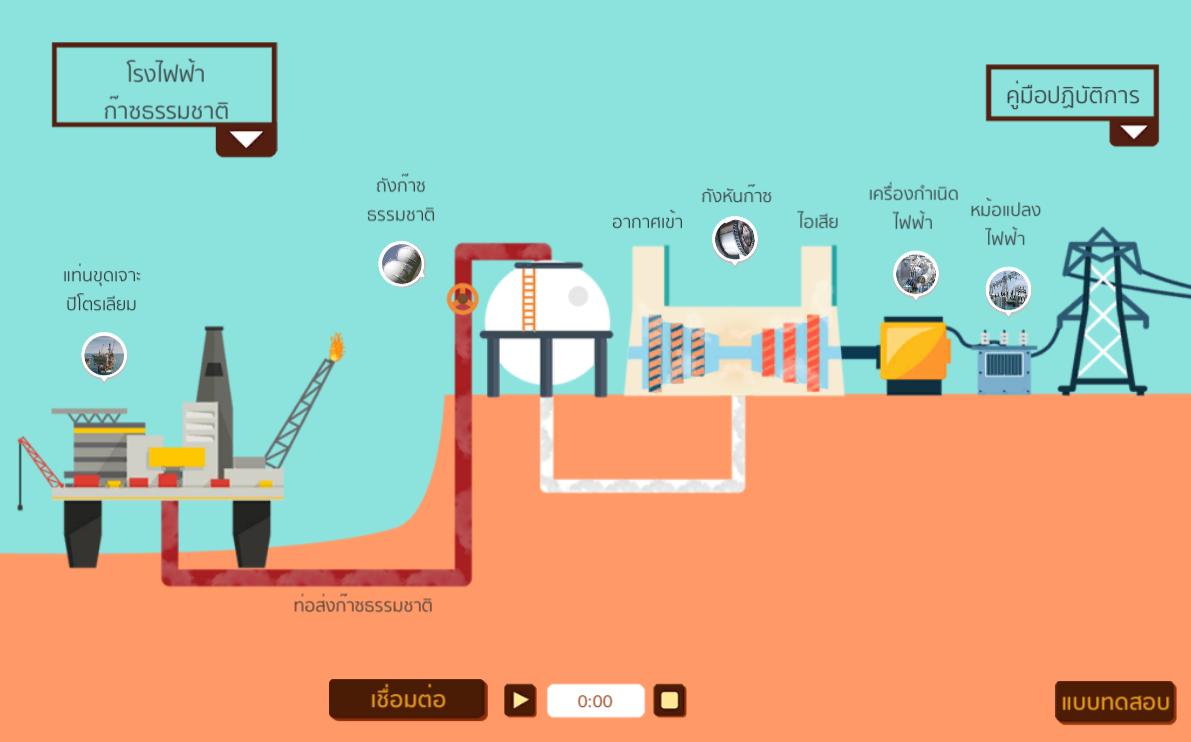 โรงไฟฟ้า
ก๊าซธรรมชาติ
คู่มือปฏิบัติการ
ถังก๊าซ
ธรรมชาติ
อากาศเข้า
กังหันก๊าซ
ไอเสีย
เครื่องกำเนิด
ไฟฟ้า
หม้อแปลง
ไฟฟ้า
แท่นขุดเจาะ
ปิโตรเลียม
ท่อส่งก๊าซธรรมชาติ
เชื่อมต่อ
0:00
แบบทดสอบ